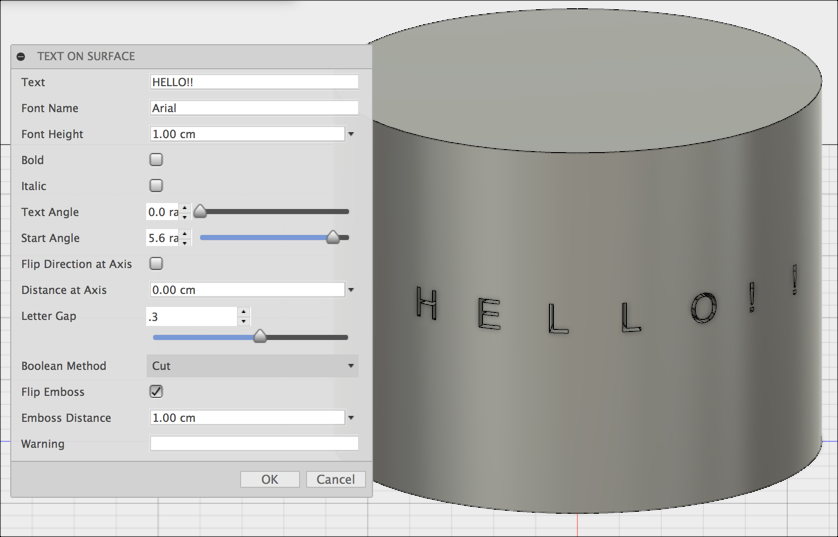 TEXT ON SURFACE
Text HELLO!!
Font Name Arial
Font Height 1.00 cm
Bold
Italic
Text Angle 0.0 ra
Start Angle 5.6 ra
Flip Direction at Axis
Distance at Axis 0.00 cm
Letter Gap .3
Boolean Method Cut
Flip Emboss
Emboss Distance 1.00 cm
Warning
OK Cancel
HELLO!!